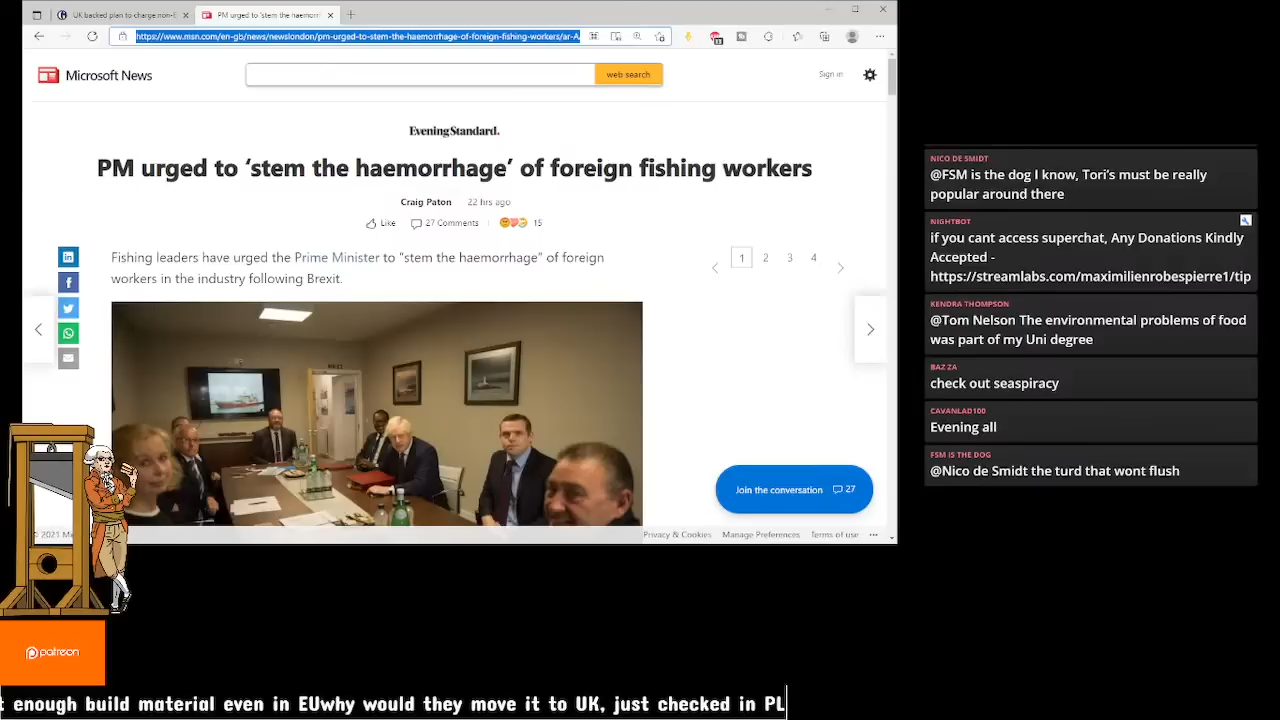 UK backed plan to charge non-E
PM urged to 'stem the haemorr
https://www.msn.com/en-gb/news/newslondon/pm-urged-to-stem-the-haemorrhage-of-foreign-fishing-workers/ar-A
Microsoft News
web search
Sign in
Evening Standard.
PM urged to ‘stem the haemorrhage’ of foreign fishing workers
Craig Paton 22 hrs ago
Like 27 Comments 15
Fishing leaders have urged the Prime Minister to “stem the haemorrhage” of foreign
workers in the industry following Brexit.
1 2 3 4
Join the conversation 27
© 2021 Mi
Privacy & Cookies Manage Preferences Terms of use
NICO DE SMIDT
@FSM is the dog I know, Tori's must be really
popular around there
NIGHTBOT
if you cant access superchat, Any Donations Kindly
Accepted -
https://streamlabs.com/maximilienrobespierre1/tip
KENDRA THOMPSON
@Tom Nelson The environmental problems of food
was part of my Uni degree
BAZ ZA
check out seaspiracy
CAVANLAD100
Evening all
FSM IS THE DOG
@Nico de Smidt the turd that wont flush
patreon
t enough build material even in EUwhy would they move it to UK, just checked in PL